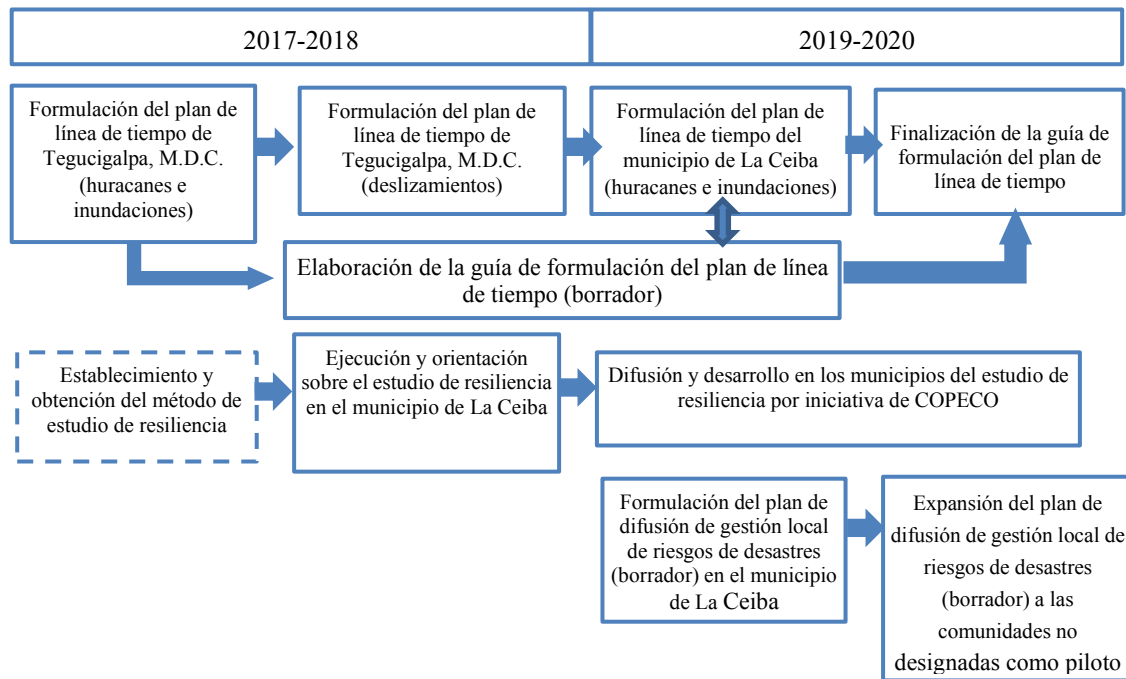 2017-2018
2019-2020
Formulación del plan de
línea de tiempo de
Tegucigalpa, M.D.C.
(huracanes e
inundaciones)
Formulación del plan de
línea de tiempo de
Tegucigalpa, M.D.C.
(deslizamientos)
Formulación del plan de
línea de tiempo del
municipio de La Ceiba
(huracanes e inundaciones)
Finalización de la guía de
formulación del plan de
línea de tiempo
Elaboración de la guía de formulación del plan de línea
de tiempo (borrador)
Establecimiento y
obtención del método de
estudio de resiliencia
Ejecución y orientación
sobre el estudio de resiliencia
en el municipio de La Ceiba
Difusión y desarrollo en los municipios del estudio de
resiliencia por iniciativa de COPECO
Formulación del plan de
difusión de gestión local
de riesgos de desastres
(borrador) en el municipio
de La Ceiba
Expansión del plan de
difusión de gestión local de
riesgos de desastres
(borrador) a las
comunidades no
designadas como piloto